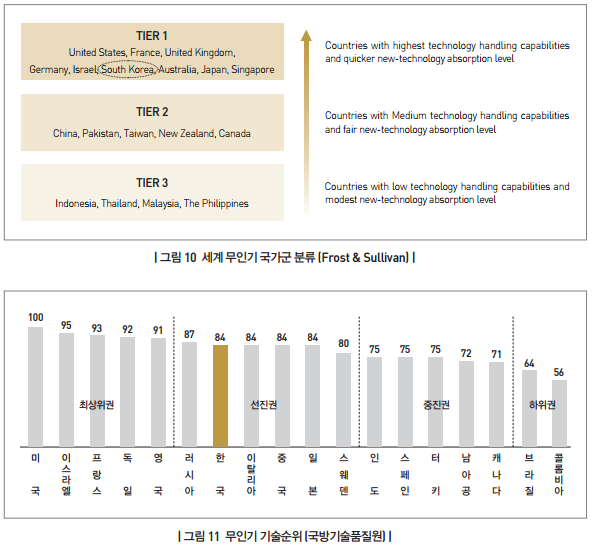 TIER 1
United States, France, United Kingdom,
Germany, Israel, South Korea, Australia, Japan, Singapore
Countries with highest technology handling capabilities
and quicker new-technology absorption level
TIER 2
China, Pakistan, Taiwan, New Zealand, Canada
Countries with Medium technology handling capabilities
and fair new-technology absorption level
TIER 3
Indonesia, Thailand, Malaysia, The Philippines
Countries with low technology handling capabilities and
modest new-technology absorption level
| 그림 10 세계 무인기 국가군 분류 (Frost & Sullivan) |
100 95 93 92 91 87 84 84 84 84 80 75 75 75 72 71 64 56
최상위권 선진권 중진권 하위권
미국 이스라엘 프랑스 독일 영국 러시아 한국 이탈리아 중국 일본 스웨덴 인도 스페인 터키 남아공 캐나다 브라질 콜롬비아
| 그림 11 무인기 기술순위 (국방기술품질원) |